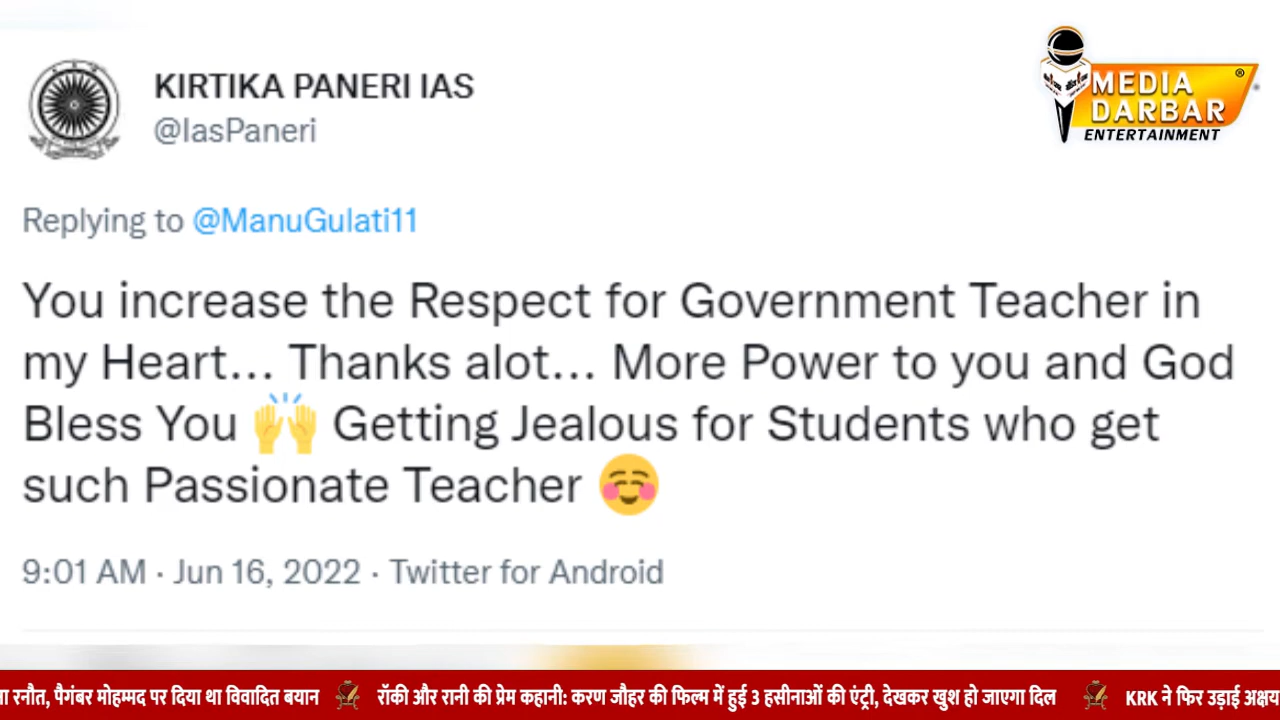 KIRTIKA PANERI IAS
@IasPaneri
MEDIA
DARBAR
ENTERTAINMENT
Replying to @ManuGulati11
You increase the Respect for Government Teacher in
my Heart... Thanks alot... More Power to you and God
Bless You 🙌 Getting Jealous for Students who get
such Passionate Teacher ☺️
9:01 AM · Jun 16, 2022 · Twitter for Android
रनौत, पैगंबर मोहम्मद पर दिया था विवादित बयान रॉकी और रानी की प्रेम कहानी: करण जौहर की फिल्म में हुई 3 हसीनाओं की एंट्री, देखकर खुश हो जाएगा दिल KRK ने फिर उड़ाई